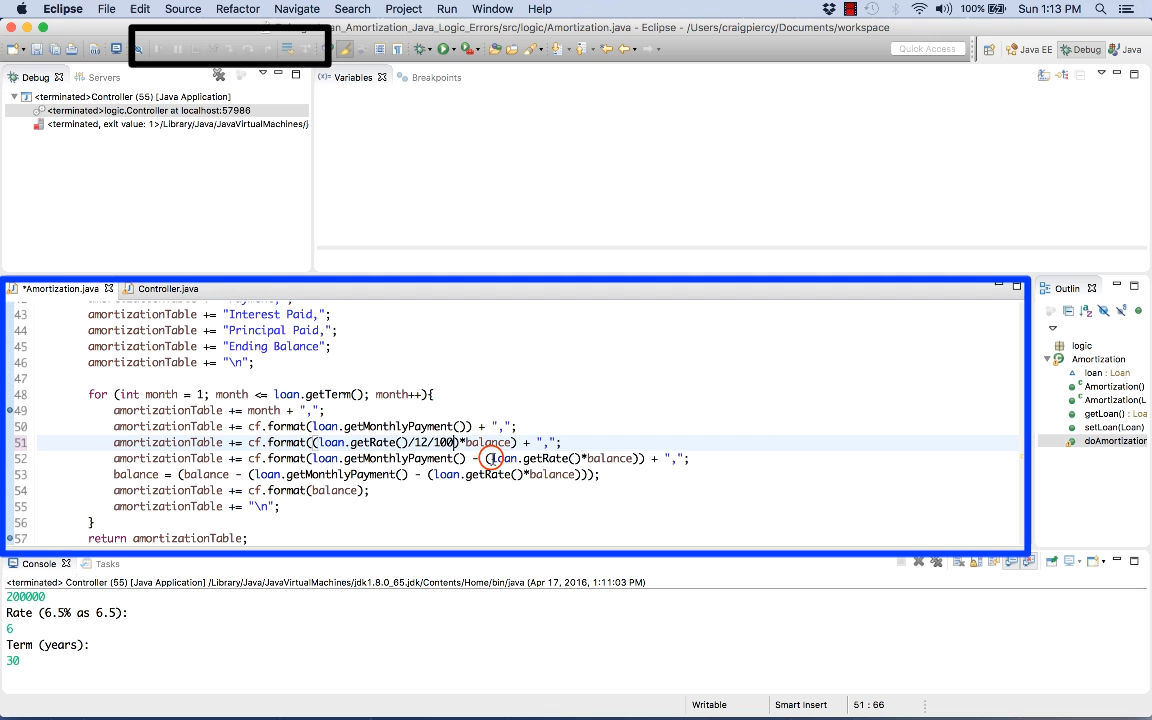 Eclipse File Edit Source Refactor Navigate Search Project Run Window Help 100% Sun 1:13 PM
_Amortization_Java_Logic_Errors/src/logic/Amortization.java - Eclipse - /Users/craigpiercy/Documents/workspace
Quick Access Java EE Debug Java
Debug Servers (x)= Variables Breakpoints
<terminated>Controller (55) [Java Application]
<terminated>logic.Controller at localhost:57986
<terminated, exit value: 1>/Library/Java/JavaVirtualMachines/j
*Amortization.java Controller.java Outlin
43 amortizationTable += "Interest Paid,";
44 amortizationTable += "Principal Paid,";
45 amortizationTable += "Ending Balance";
46 amortizationTable += "\n";
47
48 for (int month = 1; month <= loan.getTerm(); month++){
49 amortizationTable += month + ",";
50 amortizationTable += cf.format(loan.getMonthlyPayment()) + ",";
51 amortizationTable += cf.format((loan.getRate()/12/100)*balance) + ",";
52 amortizationTable += cf.format(loan.getMonthlyPayment() - (loan.getRate()*balance)) + ",";
53 balance = (balance - (loan.getMonthlyPayment() - (loan.getRate()*balance)));
54 amortizationTable += cf.format(balance);
55 amortizationTable += "\n";
56 }
57 return amortizationTable;
logic
Amortization
loan : Loan
Amortization()
Amortization(L
getLoan() : Loa
setLoan(Loan)
doAmortization
Console Tasks
<terminated> Controller (55) [Java Application] /Library/Java/JavaVirtualMachines/jdk1.8.0_65.jdk/Contents/Home/bin/java (Apr 17, 2016, 1:11:03 PM)
200000
Rate (6.5% as 6.5):
6
Term (years):
30
Writable Smart Insert 51 : 66